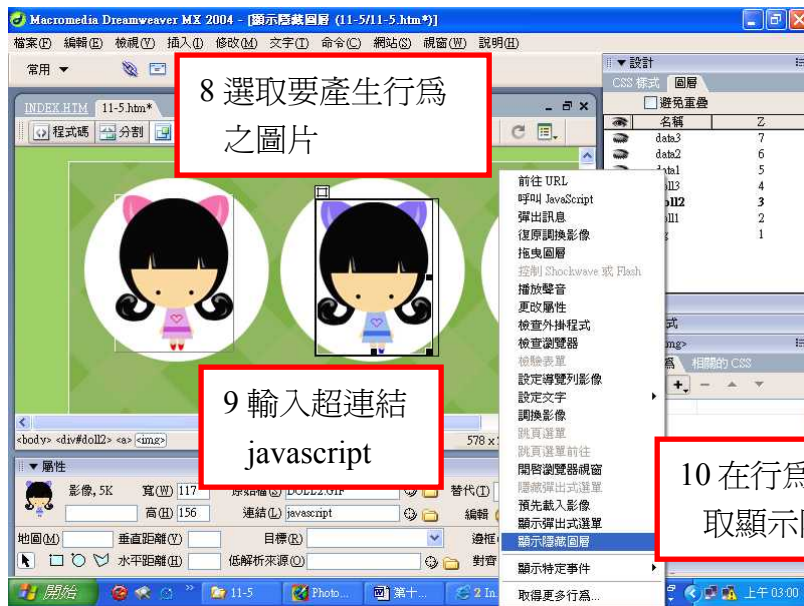 Macromedia Dreamweaver MX 2004 - [顯示隱藏圖層 (11-5/11-5.htm*)]
檔案(F) 編輯(E) 檢視(V) 插入(I) 修改(M) 文字(T) 命令(C) 網站(S) 視窗(W) 說明(H)
常用
8 選取要產生行為
之圖片
INDEX.HTM 11-5.htm*
程式碼 分割
設計
CSS 樣式 圖層
避免重疊
名稱 Z
data3 7
data2 6
5
4
3
2
1
前往 URL
呼叫 JavaScript
彈出訊息
復原調換影像
拖曳圖層
控制 Shockwave 或 Flash
播放聲音
更改屬性
檢查外掛程式
檢查瀏覽器
檢驗表單
設定導覽列影像
設定文字
調換影像
跳頁選單
跳頁選單前往
開啓瀏覽器視窗
隱藏彈出式選單
預先載入影像
顯示彈出式選單
顯示隱藏圖層
顯示特定事件
取得更多行為...
相關的 CSS
9 輸入超連結
javascript
10 在行為
取顯示
<body> <div#doll2> <a> <img>
屬性
影像, 5K 寬(W) 117 原始檔(S) DOLL2.GIF 替代(T)
高(H) 156 連結(L) javascript 編輯
地圖(M) 垂直距離(V) 目標(R)
水平距離(H) 低解析來源(O) 對齊
開始 11-5 Photo... 第十... 2 In 上午 03:00